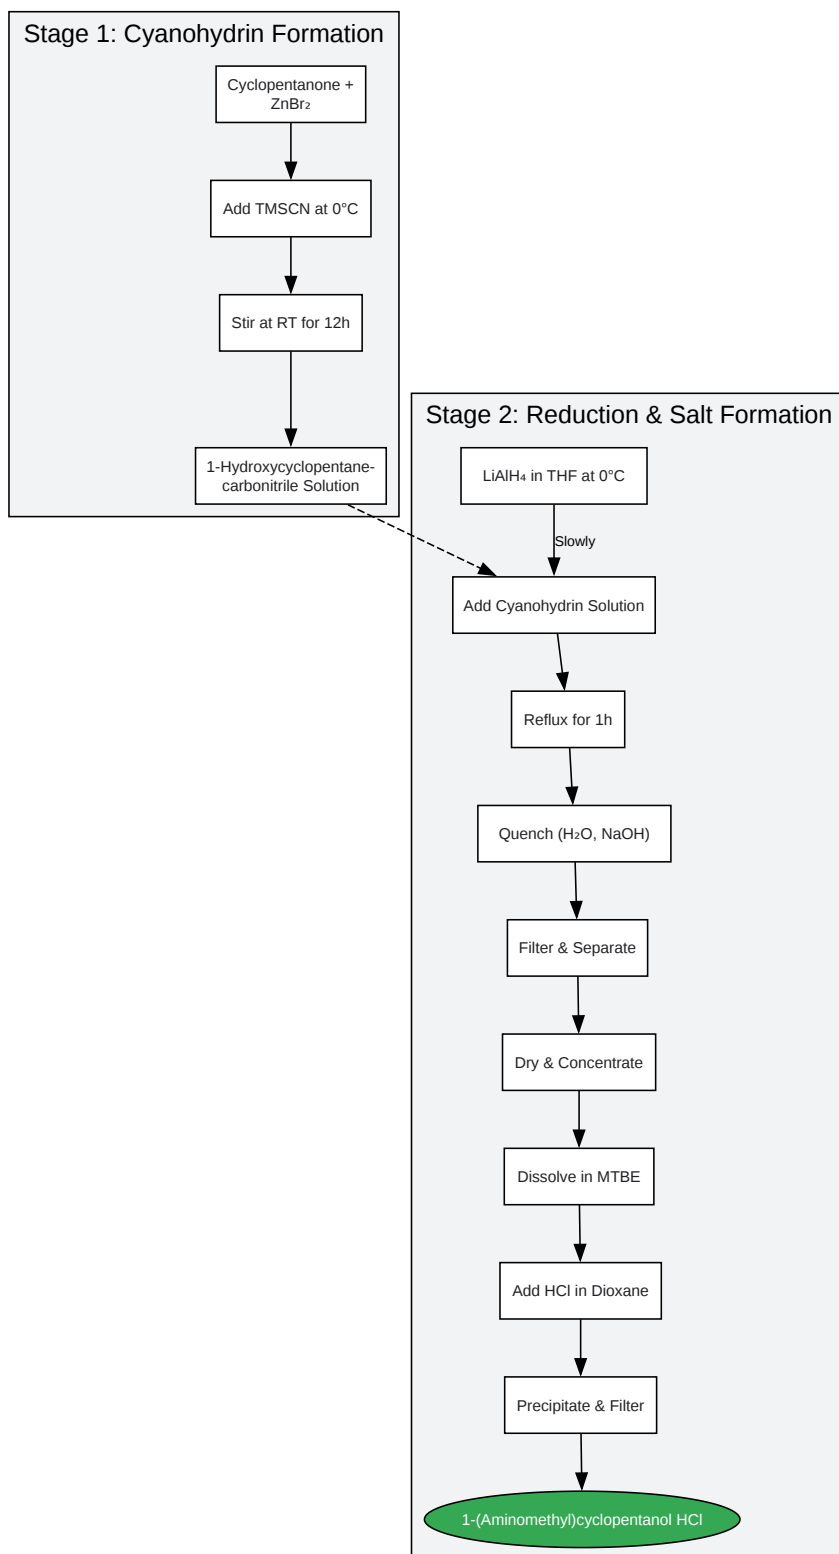 Stage 1: Cyanohydrin Formation
Cyclopentanone +
ZnBr₂
Add TMSCN at 0°C
Stir at RT for 12h
1-Hydroxycyclopentane-
carbonitrile Solution
Stage 2: Reduction & Salt Formation
LiAlH₄ in THF at 0°C
Slowly
Add Cyanohydrin Solution
Reflux for 1h
Quench (H₂O, NaOH)
Filter & Separate
Dry & Concentrate
Dissolve in MTBE
Add HCl in Dioxane
Precipitate & Filter
1-(Aminomethyl)cyclopentanol HCl